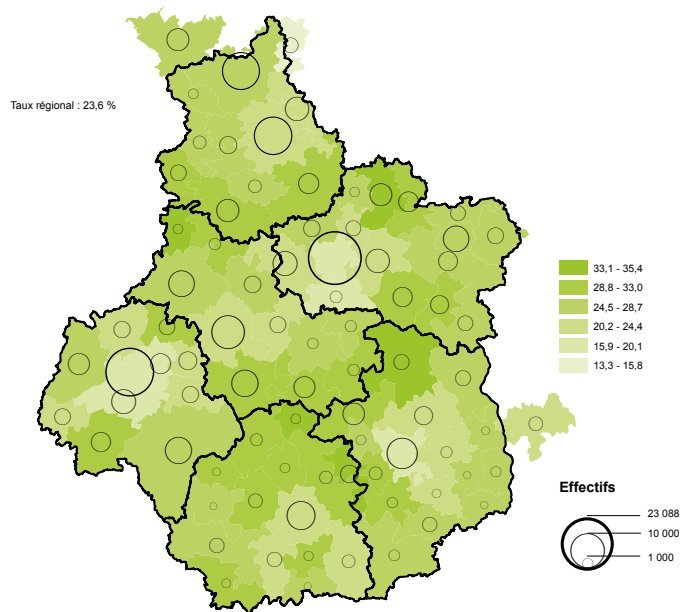 Taux régional : 23,6 %
33,1 - 35,4
28,8 - 33,0
24,5 - 28,7
20,2 - 24,4
15,9 - 20,1
13,3 - 15,8
Effectifs
23 088
10 000
1 000